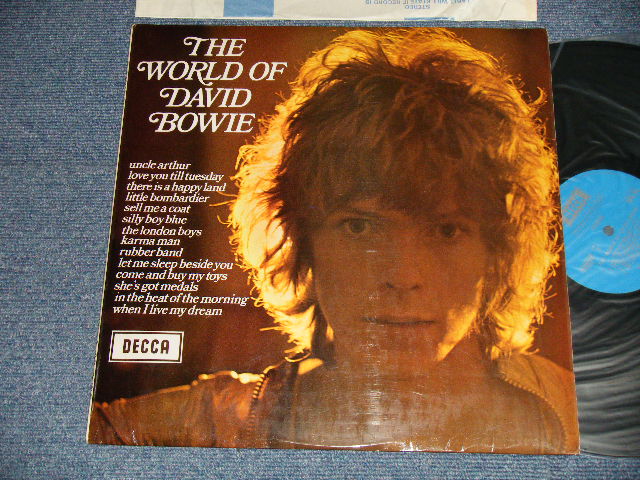 STEREO
THE
WORLD OF
DAVID
BOWIE
uncle arthur
love you till tuesday
there is a happy land
little bombardier
sell me a coat
silly boy blue
the london boys
karma man
rubber band
let me sleep beside you
come and buy my toys
she's got medals
in the heat of the morning
when I live my dream
DECCA